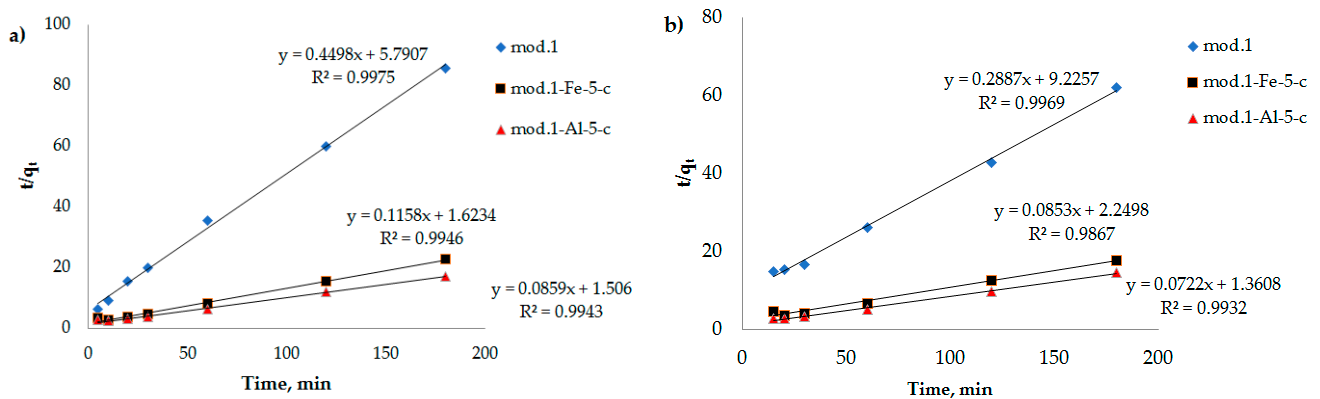 a)
100
80
60
40
20
0
t/qₜ
0 50 100 150 200
Time, min
y = 0.4498x + 5.7907
R² = 0.9975
y = 0.1158x + 1.6234
R² = 0.9946
y = 0.0859x + 1.506
R² = 0.9943
mod.1
mod.1-Fe-5-c
mod.1-Al-5-c
b)
80
60
40
20
0
t/qₜ
0 50 100 150 200
Time, min
y = 0.2887x + 9.2257
R² = 0.9969
y = 0.0853x + 2.2498
R² = 0.9867
y = 0.0722x + 1.3608
R² = 0.9932
mod.1
mod.1-Fe-5-c
mod.1-Al-5-c